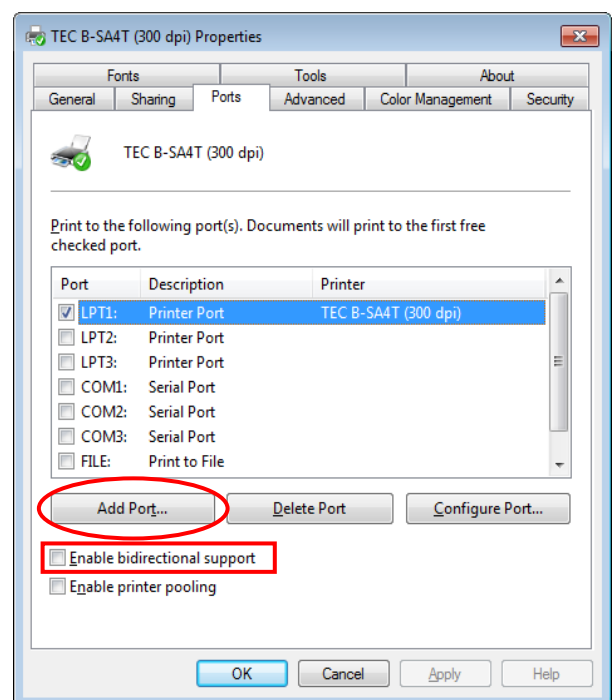 TEC B-SA4T (300 dpi) Properties
Fonts Tools About
General Sharing Ports Advanced Color Management Security
TEC B-SA4T (300 dpi)
Print to the following port(s). Documents will print to the first free
checked port.
Port Description Printer
LPT1: Printer Port TEC B-SA4T (300 dpi)
LPT2: Printer Port
LPT3: Printer Port
COM1: Serial Port
COM2: Serial Port
COM3: Serial Port
FILE: Print to File
Add Port... Delete Port Configure Port...
Enable bidirectional support
Enable printer pooling
OK Cancel Apply Help